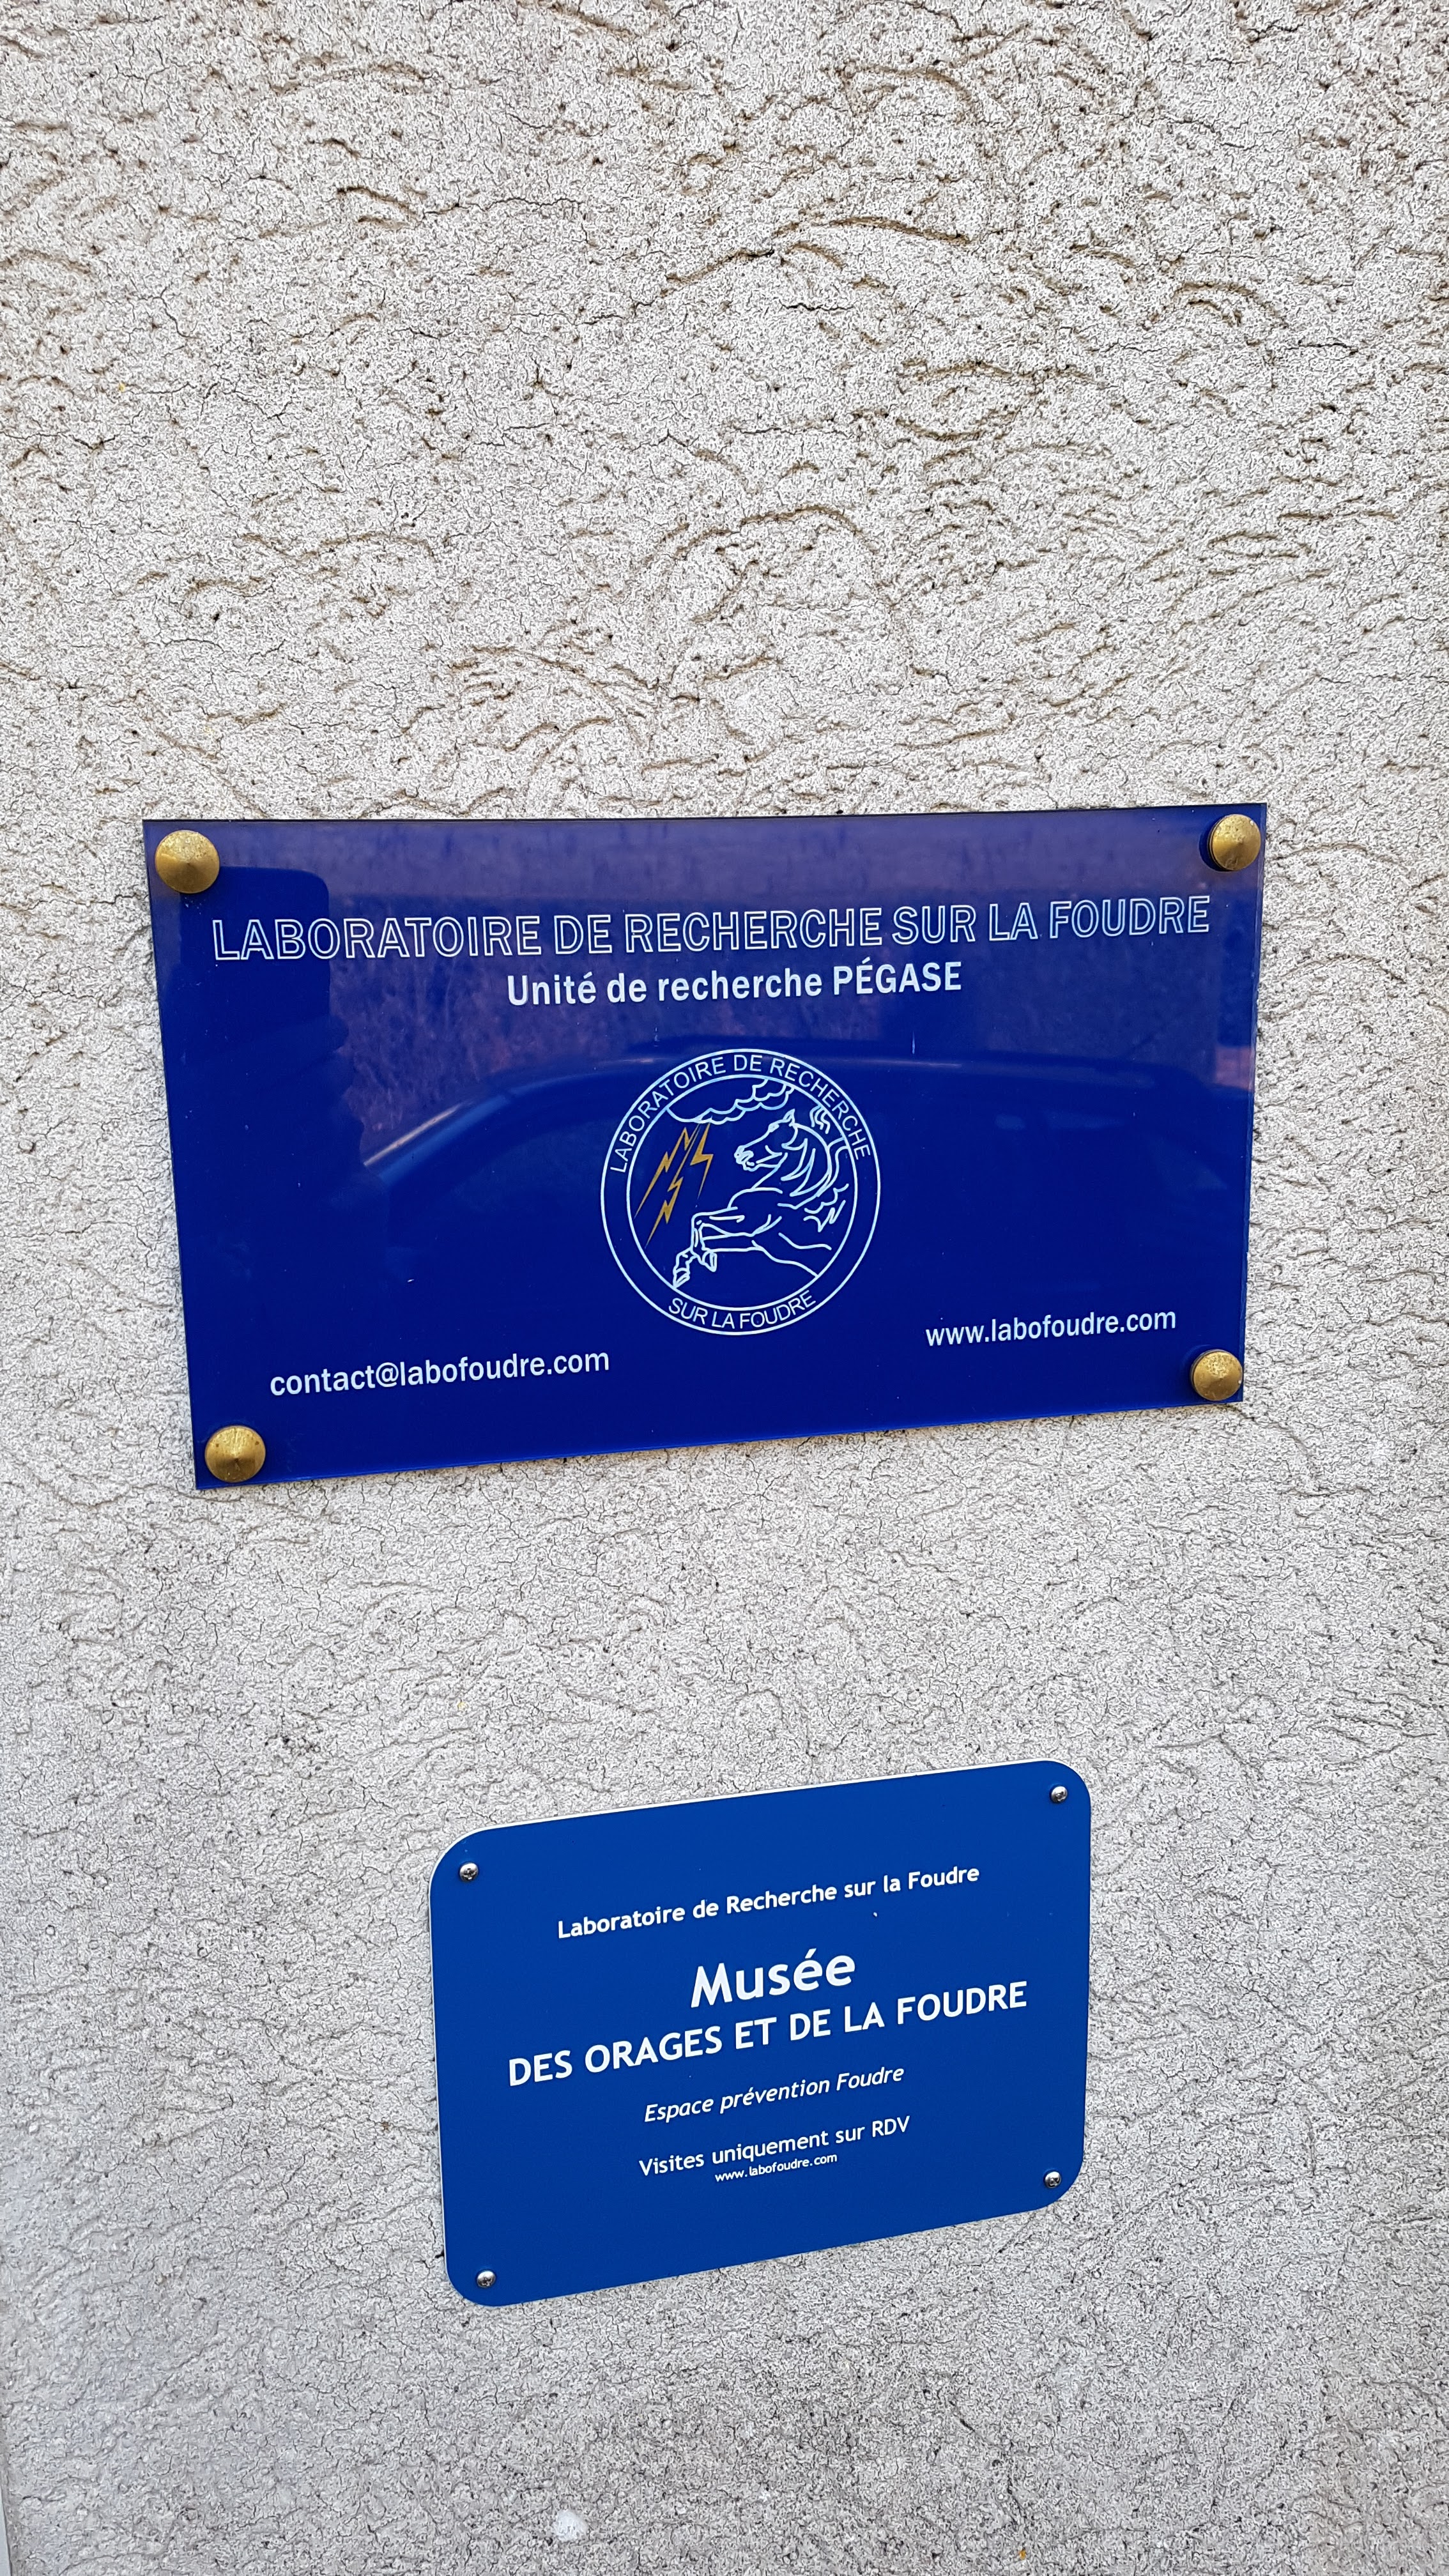 LABORATOIRE DE RECHERCHE SUR LA FOUDRE
Unité de recherche PÉGASE
LABORATOIRE DE RECHERCHE
SUR LA FOUDRE
contact@labofoudre.com
www.labofoudre.com
Laboratoire de Recherche sur la Foudre
Musée
DES ORAGES ET DE LA FOUDRE
Espace prévention Foudre
Visites uniquement sur RDV
www.labofoudre.com